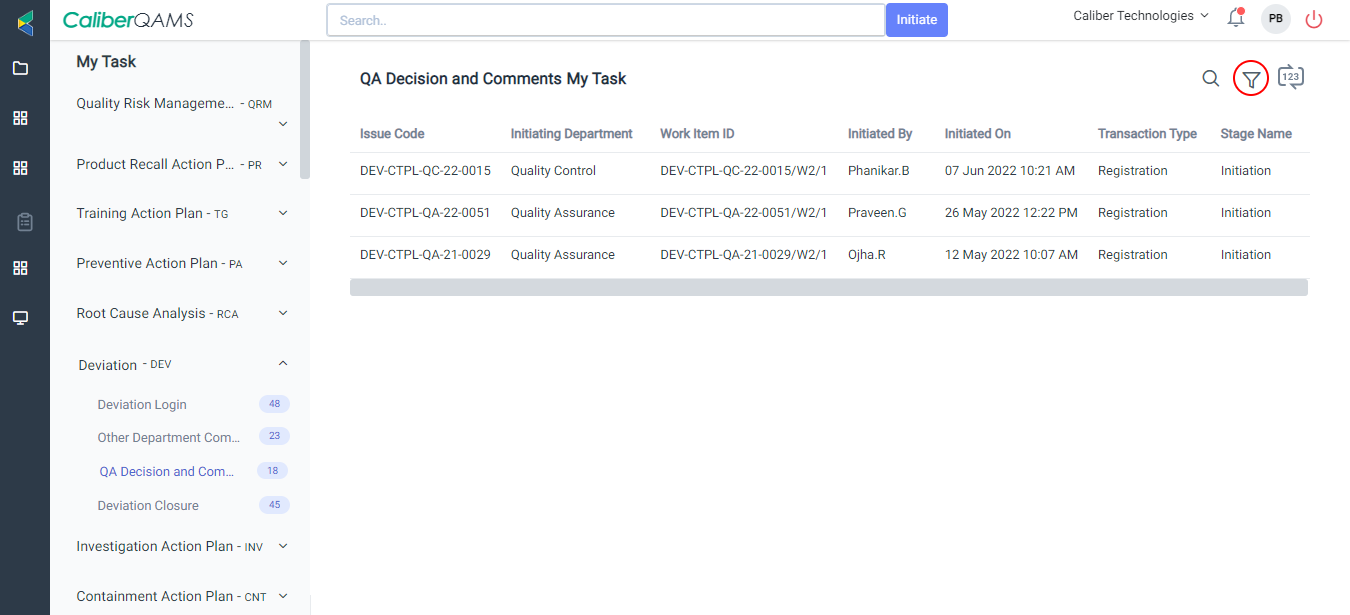 CaliberQAMS
Search..
Initiate
Caliber Technologies
PB
My Task
Quality Risk Manageme... - QRM
Product Recall Action P... - PR
Training Action Plan - TG
Preventive Action Plan - PA
Root Cause Analysis - RCA
Deviation - DEV
Deviation Login 48
Other Department Com... 23
QA Decision and Com... 18
Deviation Closure 45
Investigation Action Plan - INV
Containment Action Plan - CNT
QA Decision and Comments My Task
123
Issue Code Initiating Department Work Item ID Initiated By Initiated On Transaction Type Stage Name
DEV-CTPL-QC-22-0015 Quality Control DEV-CTPL-QC-22-0015/W2/1 Phanikar.B 07 Jun 2022 10:21 AM Registration Initiation
DEV-CTPL-QA-22-0051 Quality Assurance DEV-CTPL-QA-22-0051/W2/1 Praveen.G 26 May 2022 12:22 PM Registration Initiation
DEV-CTPL-QA-21-0029 Quality Assurance DEV-CTPL-QA-21-0029/W2/1 Ojha.R 12 May 2022 10:07 AM Registration Initiation